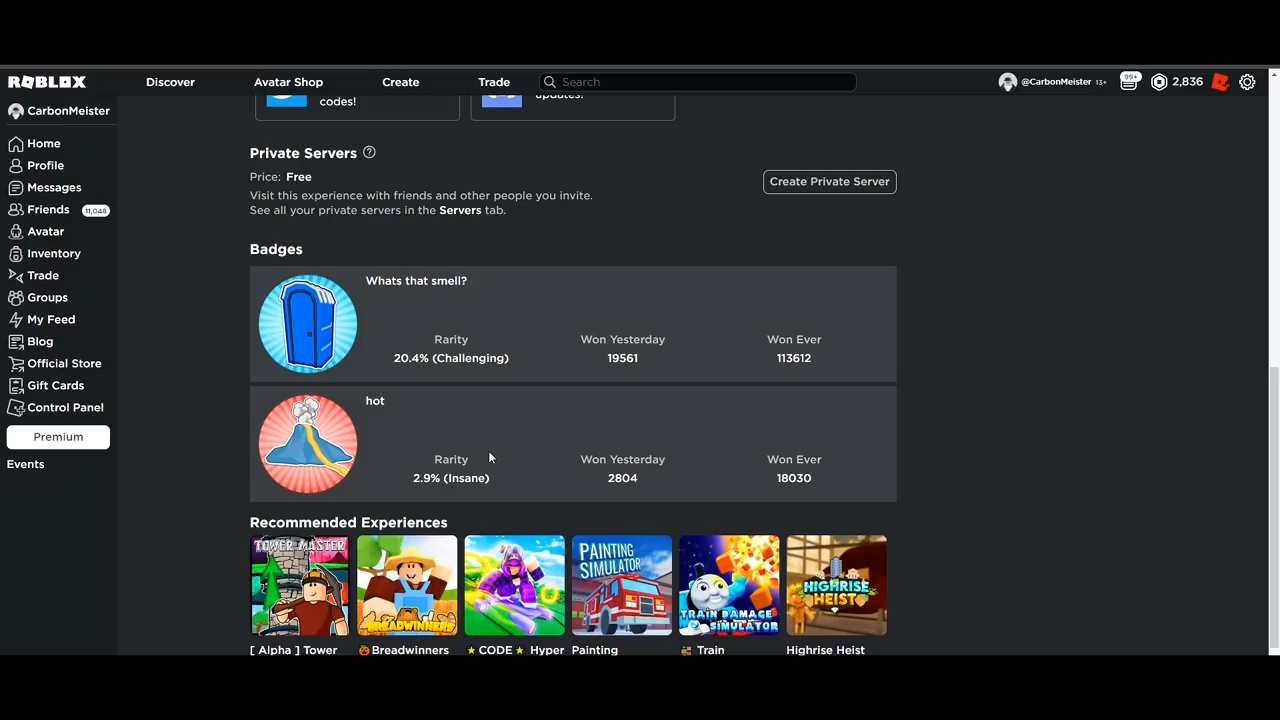 ROBLOX
Discover
Avatar Shop
Create
Trade
Search
@CarbonMeister 13+
99+
2,836
CarbonMeister
Home
Profile
Messages
Friends 11,048
Avatar
Inventory
Trade
Groups
My Feed
Blog
Official Store
Gift Cards
Control Panel
Premium
Events
codes!
updates!
Private Servers
Price: Free
Create Private Server
Visit this experience with friends and other people you invite.
See all your private servers in the Servers tab.
Badges
Whats that smell?
Rarity Won Yesterday Won Ever
20.4% (Challenging) 19561 113612
hot
Rarity Won Yesterday Won Ever
2.9% (Insane) 2804 18030
Recommended Experiences
TOWER MASTER
BREADWINNERS
PAINTING
SIMULATOR
TRAIN DAMAGE
SIMULATOR
HIGHRISE
HEIST
[ Alpha ] Tower
Breadwinners
CODE Hyper
Painting
Train
Highrise Heist